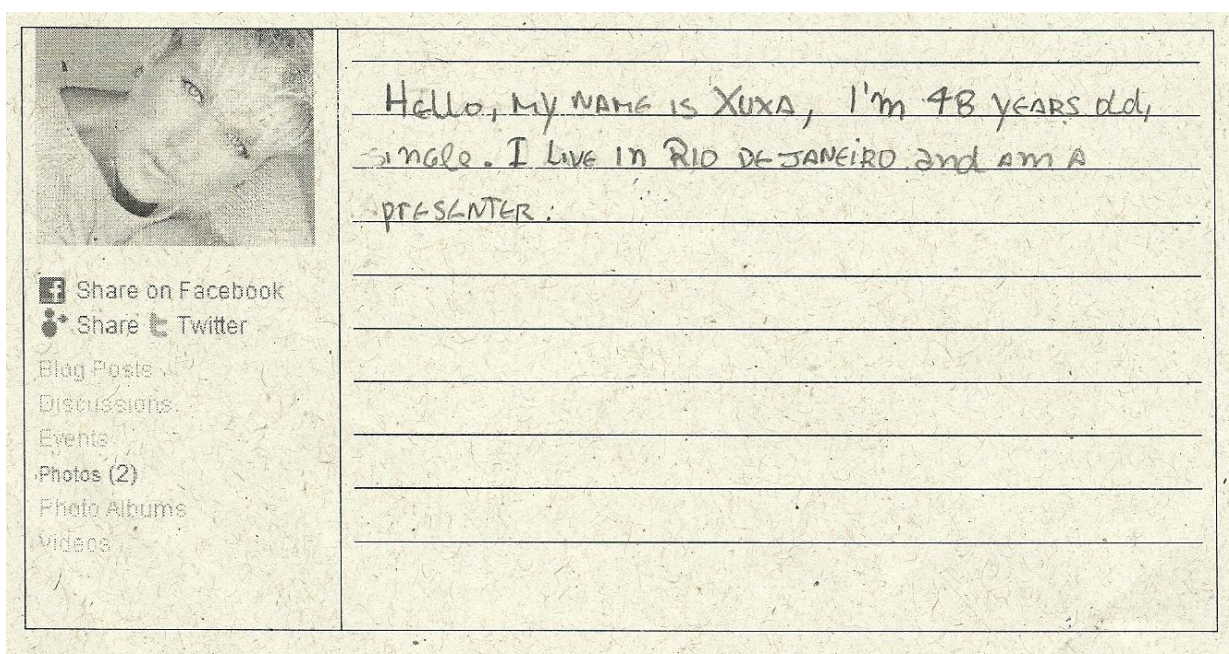 Hello, MY NAME IS XUXA, I'm 48 YEARS old,
single. I LIVE IN RIO DE JANEIRO and am A
PrESENTER.
Share on Facebook
Share Twitter
Blog Posts
Discussions
Events
Photos (2)
Photo Albums
Videos